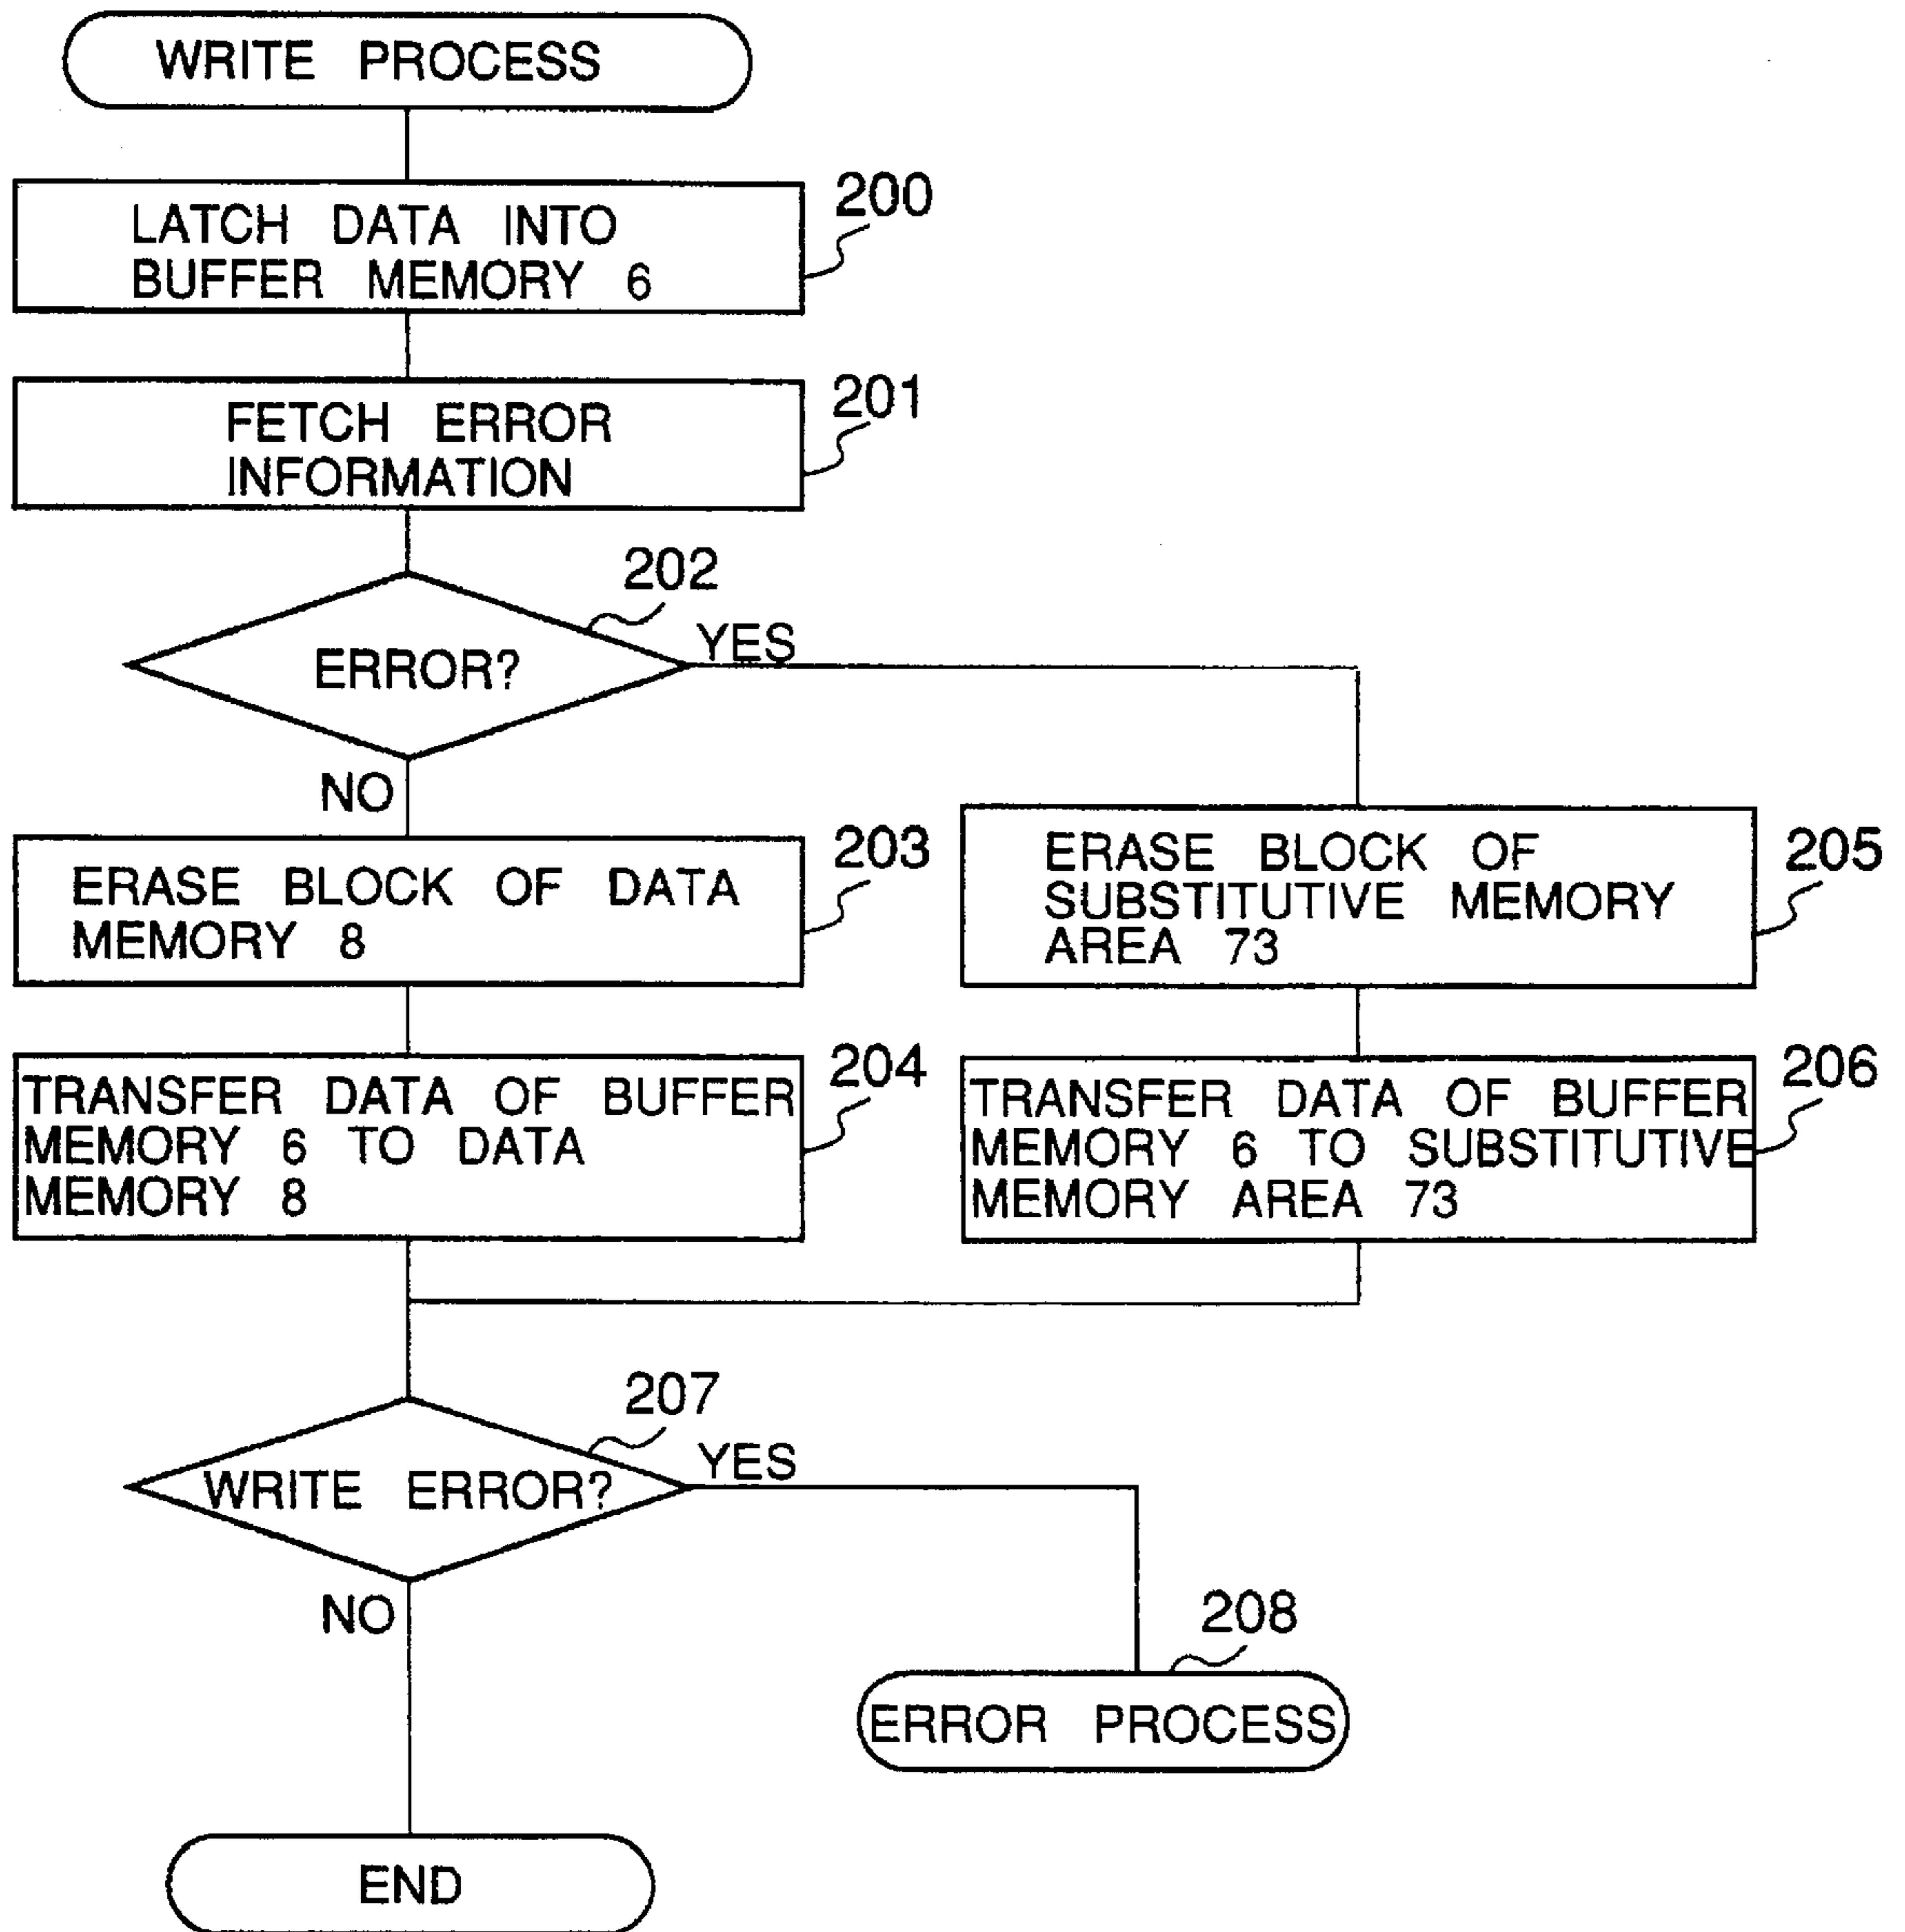 WRITE PROCESS
200
LATCH DATA INTO
BUFFER MEMORY 6
201
FETCH ERROR
INFORMATION
202
YES
ERROR?
NO
203
ERASE BLOCK OF DATA
MEMORY 8
205
ERASE BLOCK OF
SUBSTITUTIVE MEMORY
AREA 73
204
TRANSFER DATA OF BUFFER
MEMORY 6 TO DATA
MEMORY 8
206
TRANSFER DATA OF BUFFER
MEMORY 6 TO SUBSTITUTIVE
MEMORY AREA 73
207
YES
WRITE ERROR?
NO
208
ERROR PROCESS
END